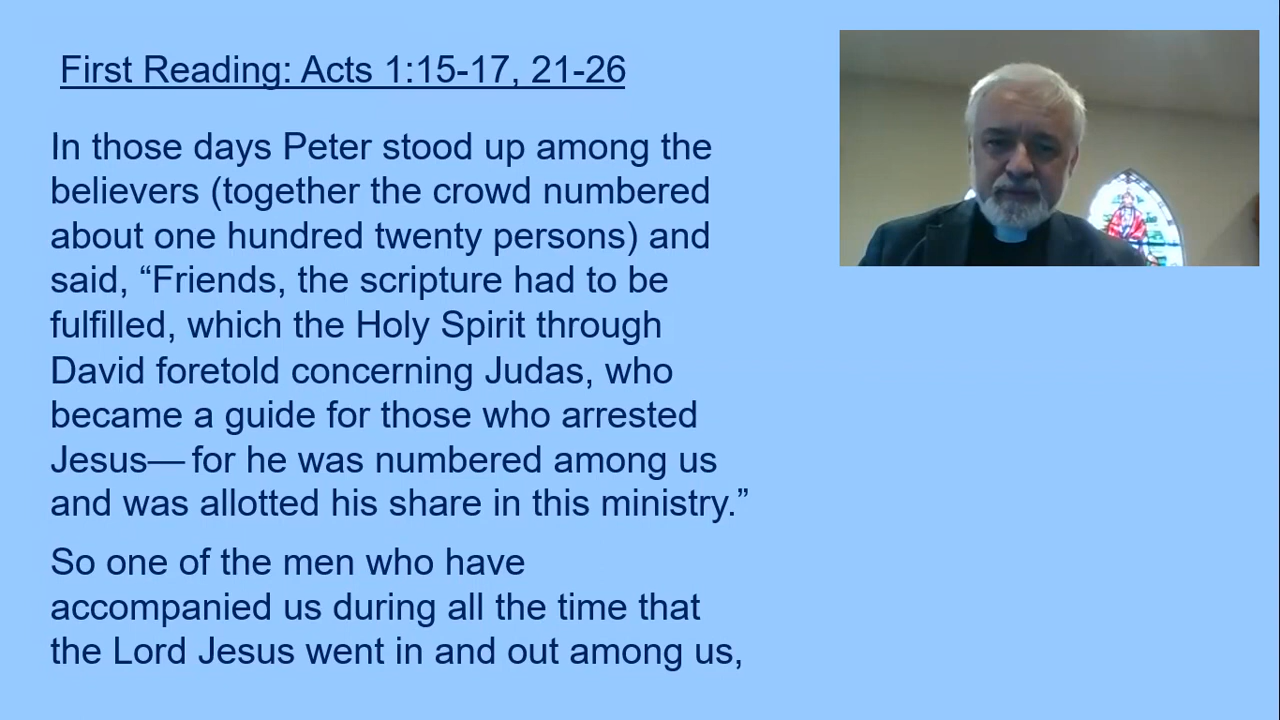 First Reading: Acts 1:15-17, 21-26
In those days Peter stood up among the
believers (together the crowd numbered
about one hundred twenty persons) and
said, “Friends, the scripture had to be
fulfilled, which the Holy Spirit through
David foretold concerning Judas, who
became a guide for those who arrested
Jesus— for he was numbered among us
and was allotted his share in this ministry.”
So one of the men who have
accompanied us during all the time that
the Lord Jesus went in and out among us,